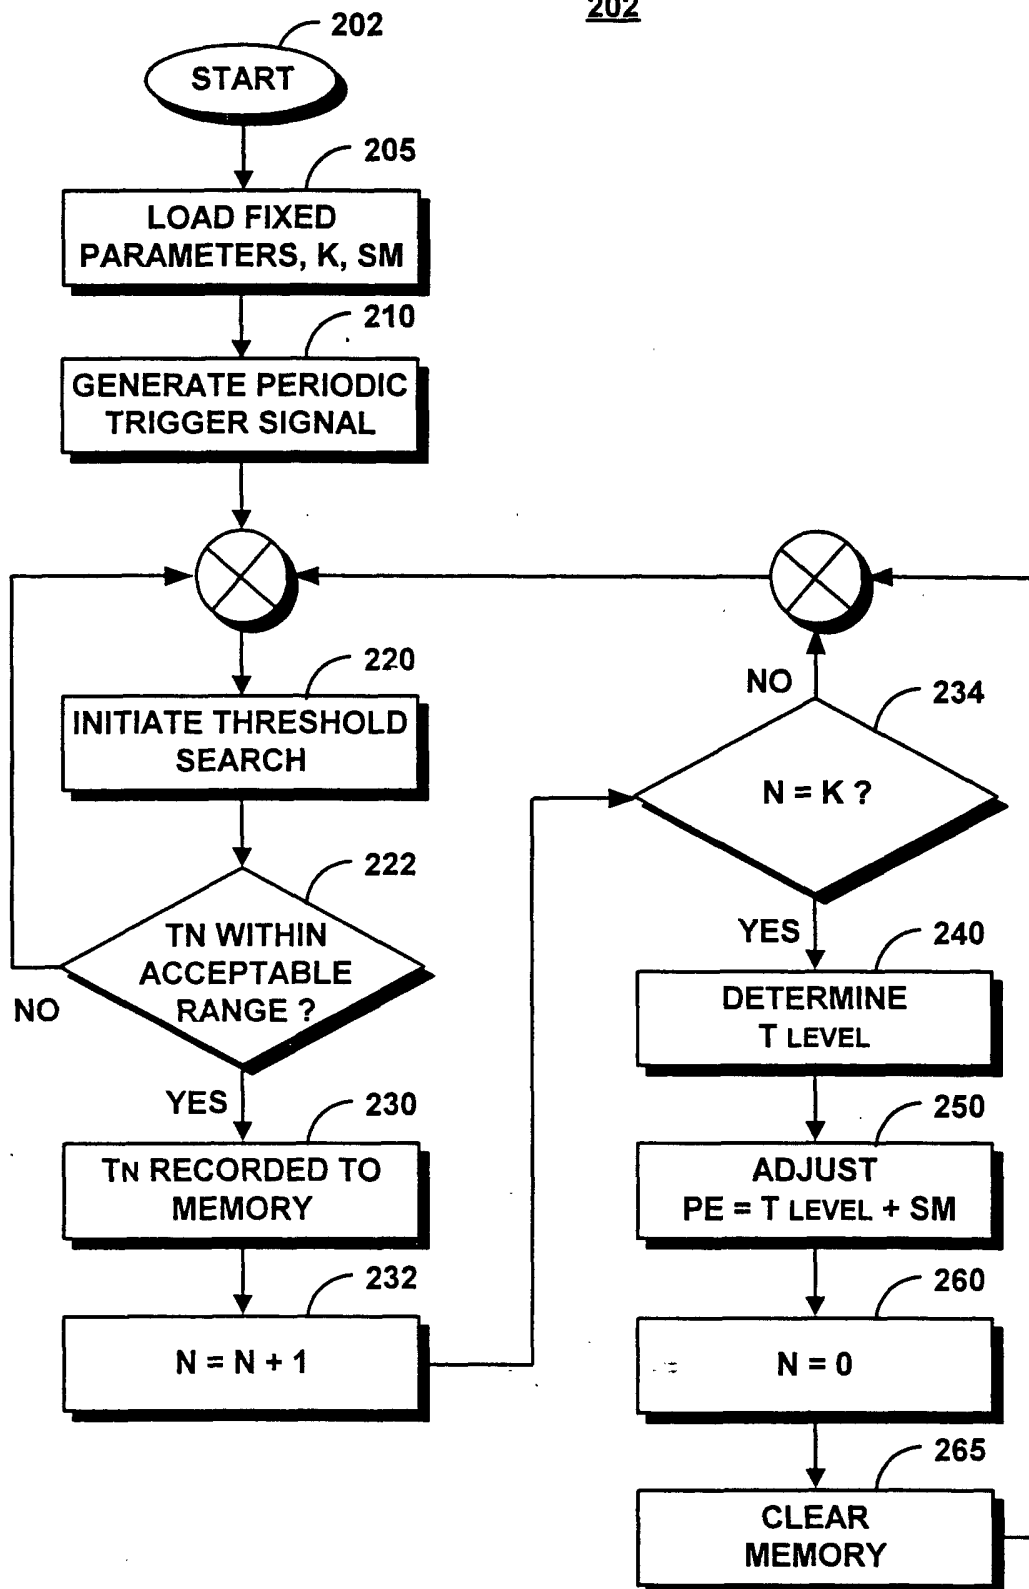 202
202
START
205
LOAD FIXED
PARAMETERS, K, SM
210
GENERATE PERIODIC
TRIGGER SIGNAL
220
INITIATE THRESHOLD
SEARCH
222
TN WITHIN
ACCEPTABLE
RANGE ?
NO
YES
230
TN RECORDED TO
MEMORY
232
N = N + 1
NO
234
N = K ?
YES
240
DETERMINE
T LEVEL
250
ADJUST
PE = T LEVEL + SM
260
N = 0
265
CLEAR
MEMORY